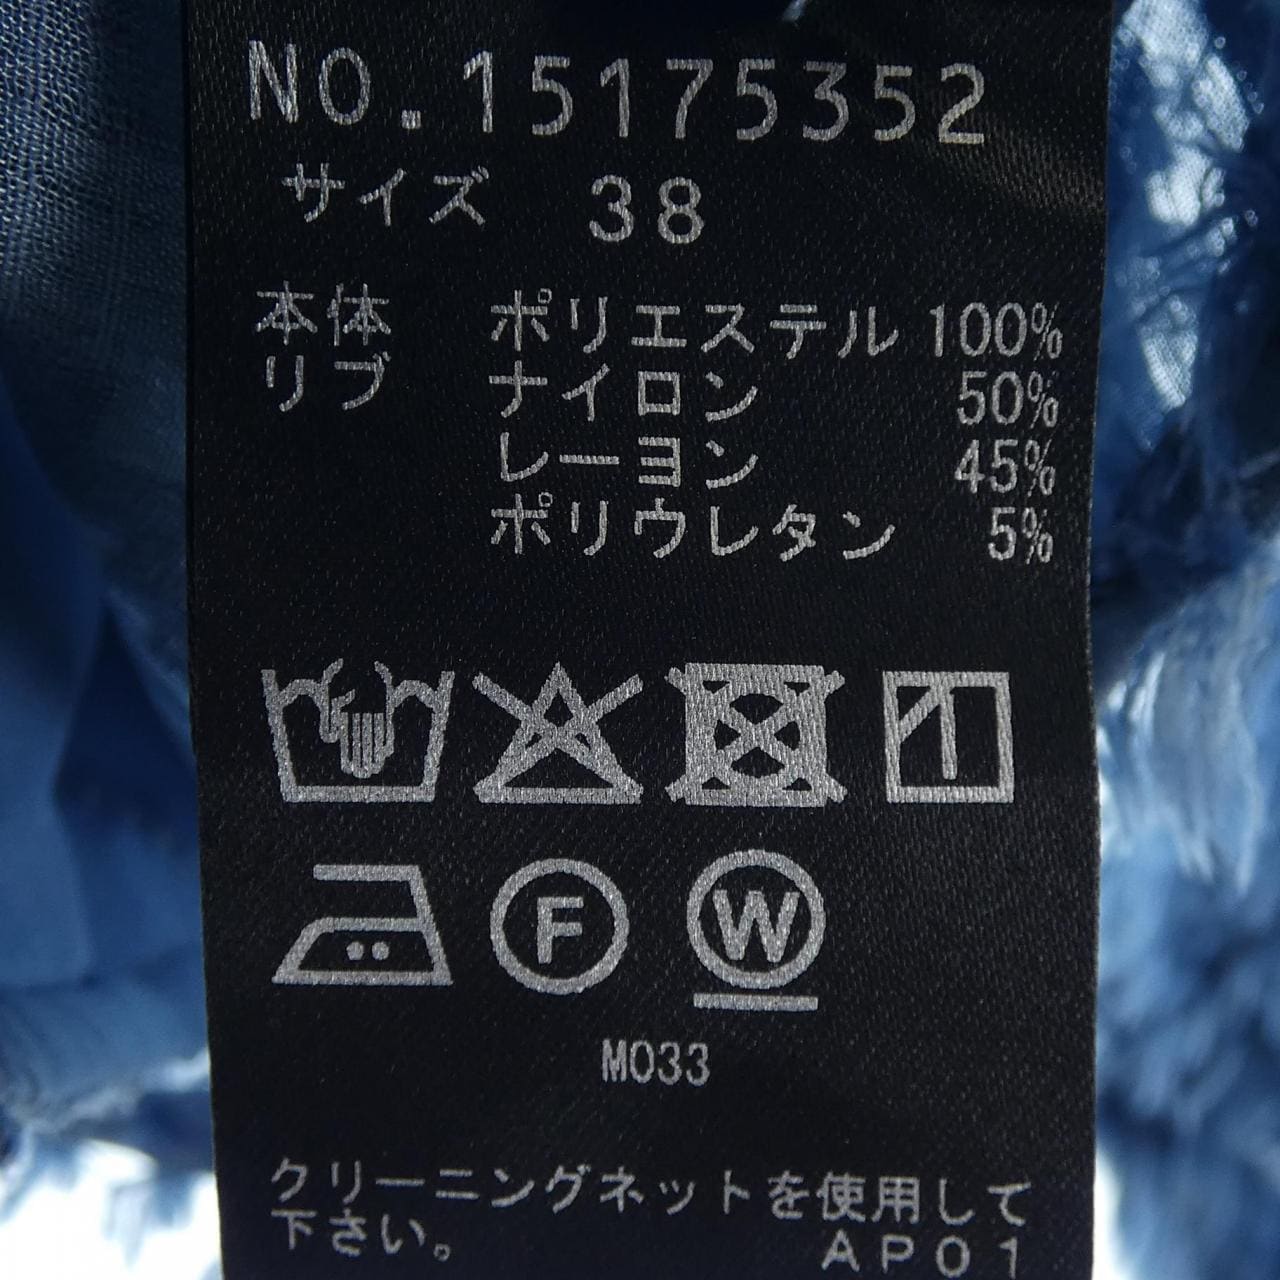 NO.15175352
サイズ 38
本体 ポリエステル 100%
リブ ナイロン 50%
レーヨン 45%
ポリウレタン 5%
F W
M033
クリーニングネットを使用して
下さい。 AP01